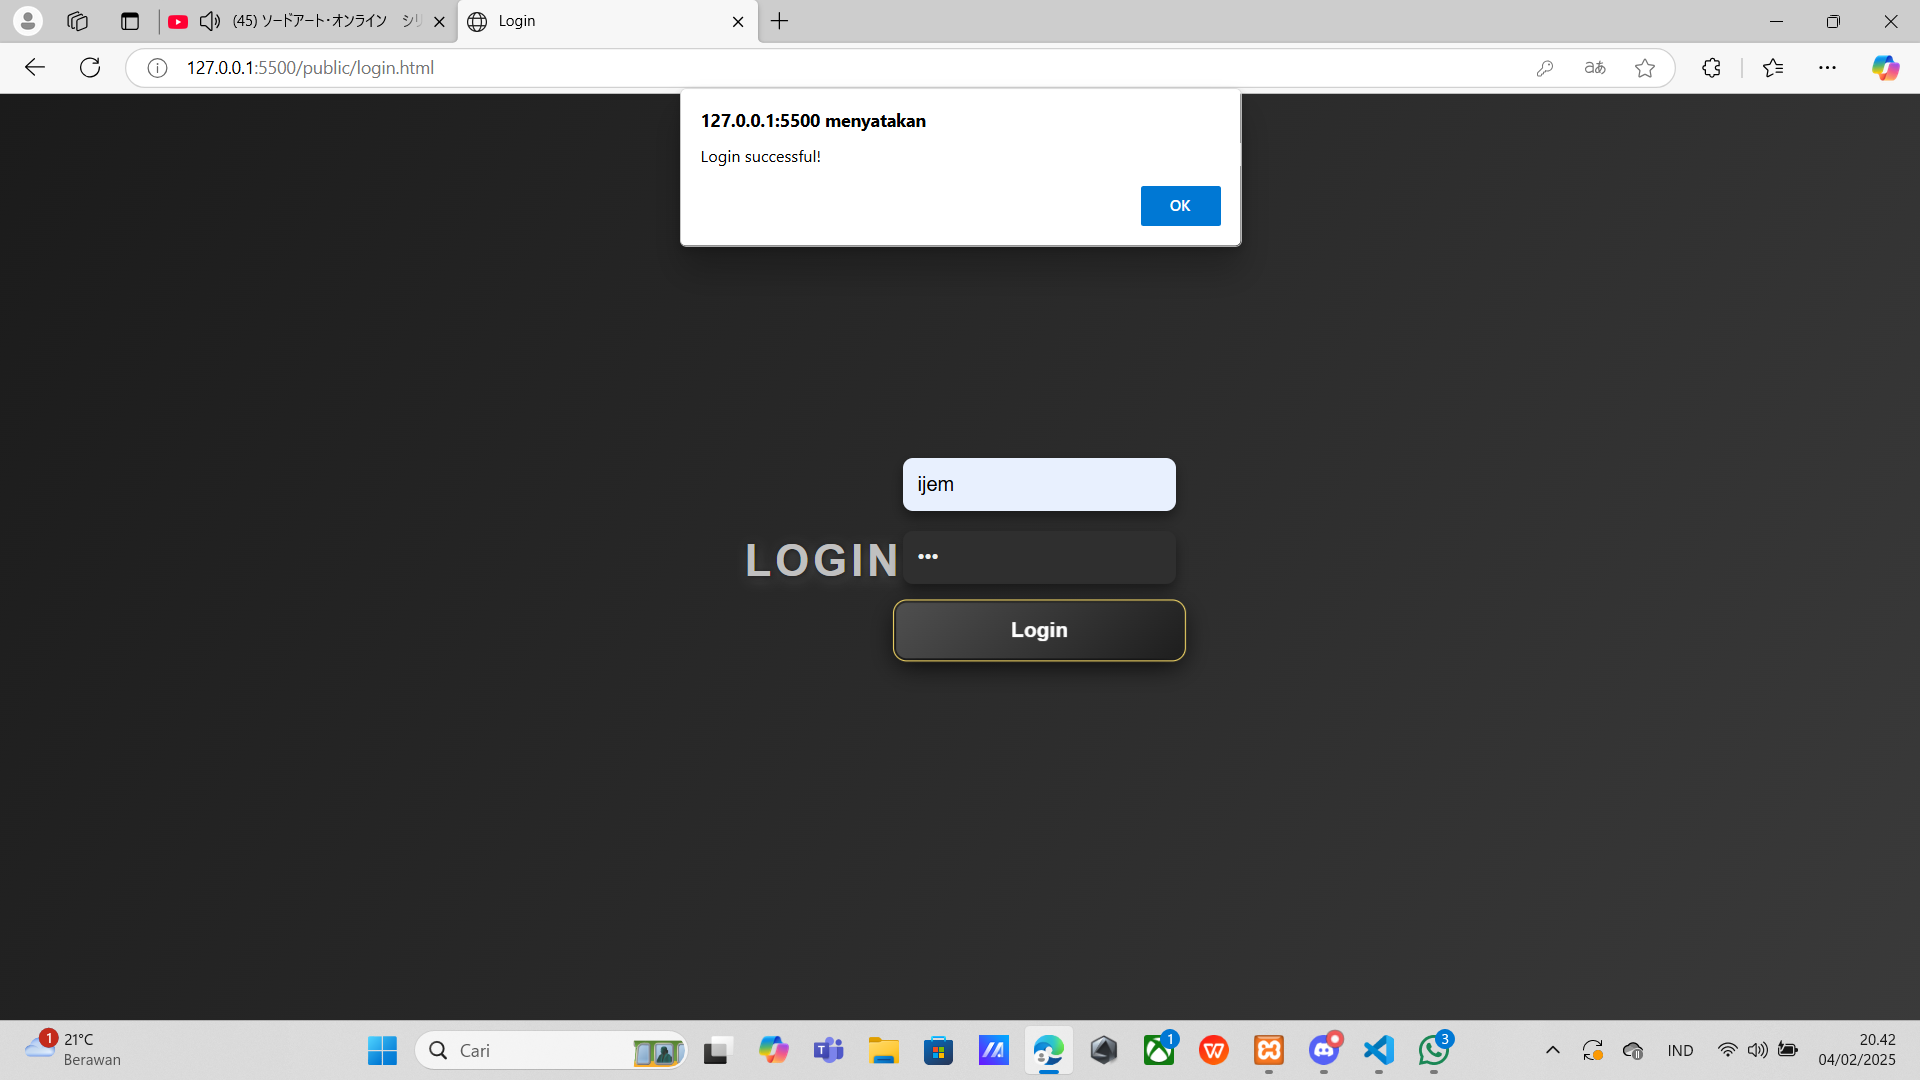 (45) ソードアート・オンライン　シリ
Login
127.0.0.1:5500/public/login.html
aあ
127.0.0.1:5500 menyatakan
Login successful!
OK
ijem
LOGIN
•••
Login
1
21°C
Berawan
Cari
1
3
IND
20.42
04/02/2025